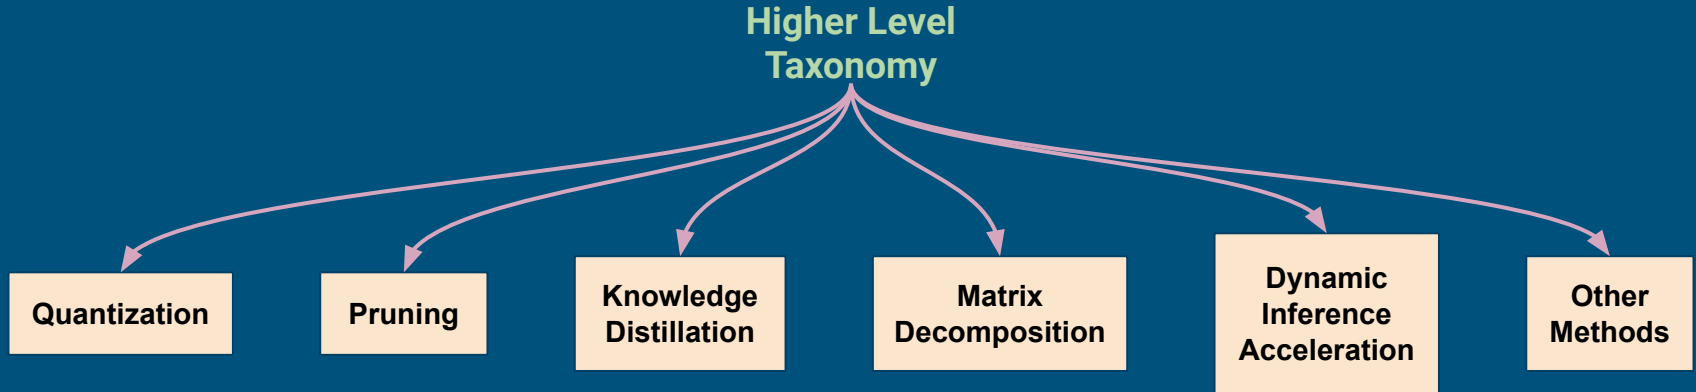 Higher Level
Taxonomy
Quantization
Pruning
Knowledge
Distillation
Matrix
Decomposition
Dynamic
Inference
Acceleration
Other
Methods